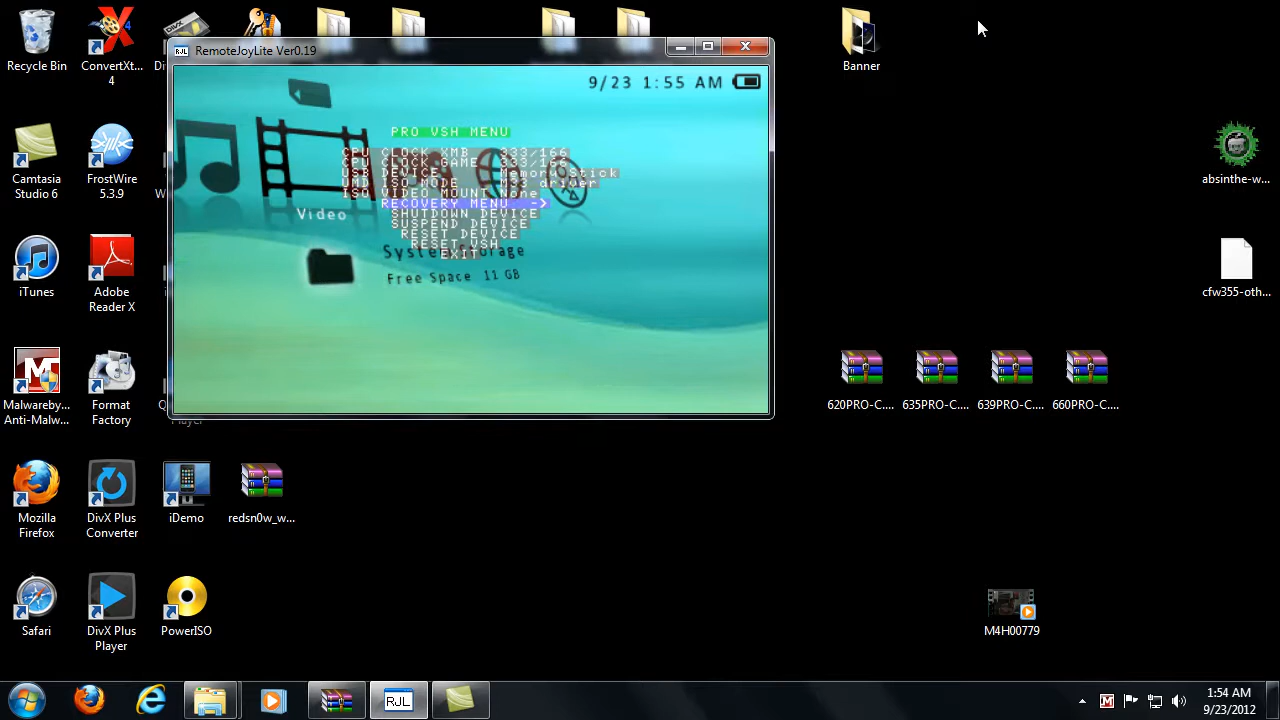 RJL RemoteJoyLite Ver0.19
9/23 1:55 AM
PRO VSH MENU
CPU CLOCK XMB 333/166
CPU CLOCK GAME 333/166
USB DEVICE Memory Stick
UMD ISO MODE M33 driver
ISO VIDEO MOUNT None
RECOVERY MENU ->
SHUTDOWN DEVICE
SUSPEND DEVICE
RESET DEVICE
RESET VSH
EXIT
Video
System Storage
Free Space 11 GB
Recycle Bin
ConvertXt...
4
Banner
Camtasia
Studio 6
FrostWire
5.3.9
absinthe-w...
iTunes
Adobe
Reader X
cfw355-oth...
Malwareby...
Anti-Malw...
Format
Factory
Player
620PRO-C....
635PRO-C....
639PRO-C....
660PRO-C....
Mozilla
Firefox
DivX Plus
Converter
iDemo
redsn0w_w...
Safari
DivX Plus
Player
PowerISO
M4H00779
RJL
1:54 AM
9/23/2012